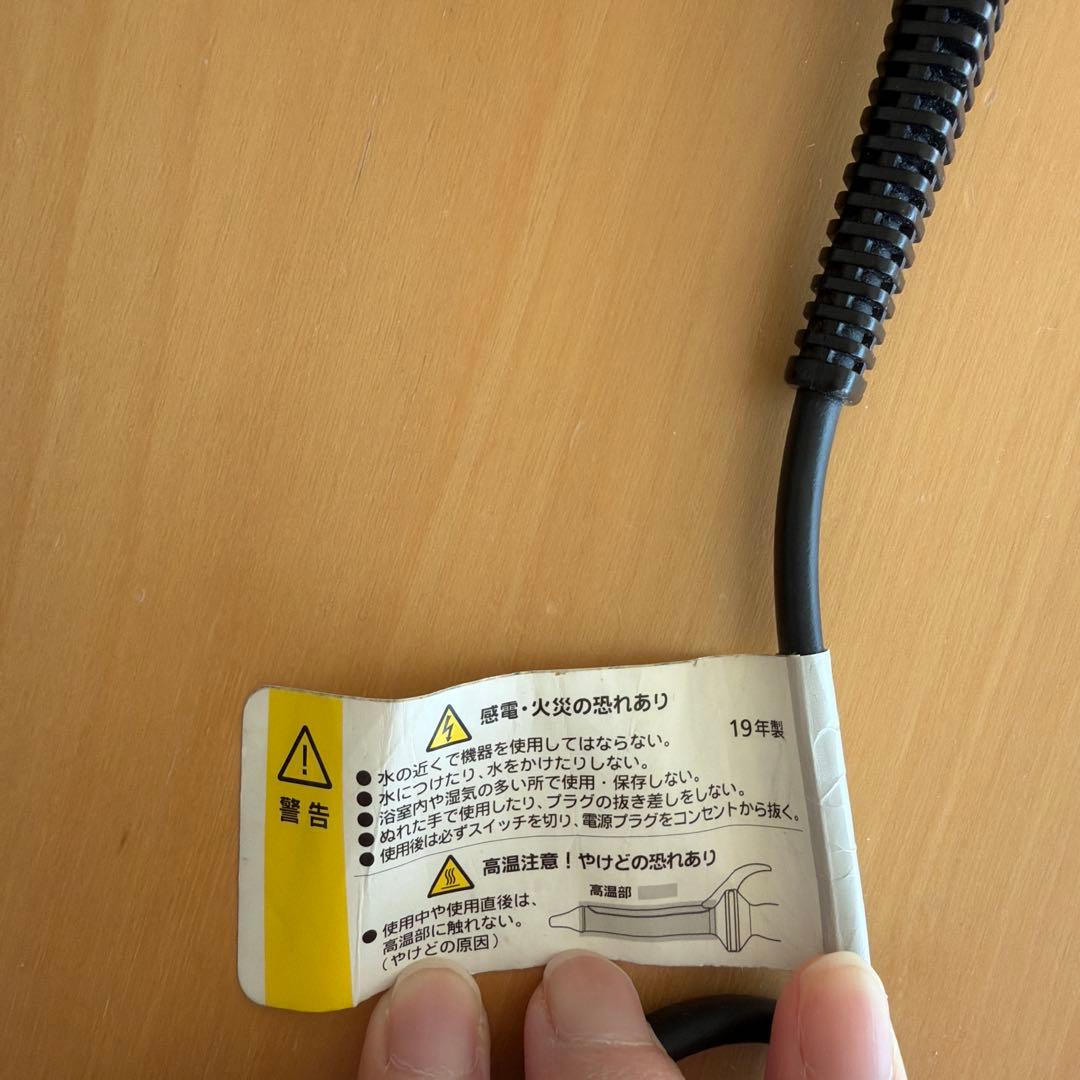 警告
感電・火災の恐れあり
19年製
●水の近くで機器を使用してはならない。
●水につけたり、水をかけたりしない。
●浴室内や湿気の多い所で使用・保存しない。
●ぬれた手で使用したり、プラグの抜き差しをしない。
●使用後は必ずスイッチを切り、電源プラグをコンセントから抜く。
高温注意！やけどの恐れあり
高温部
●使用中や使用直後は、
高温部に触れない。
（やけどの原因）